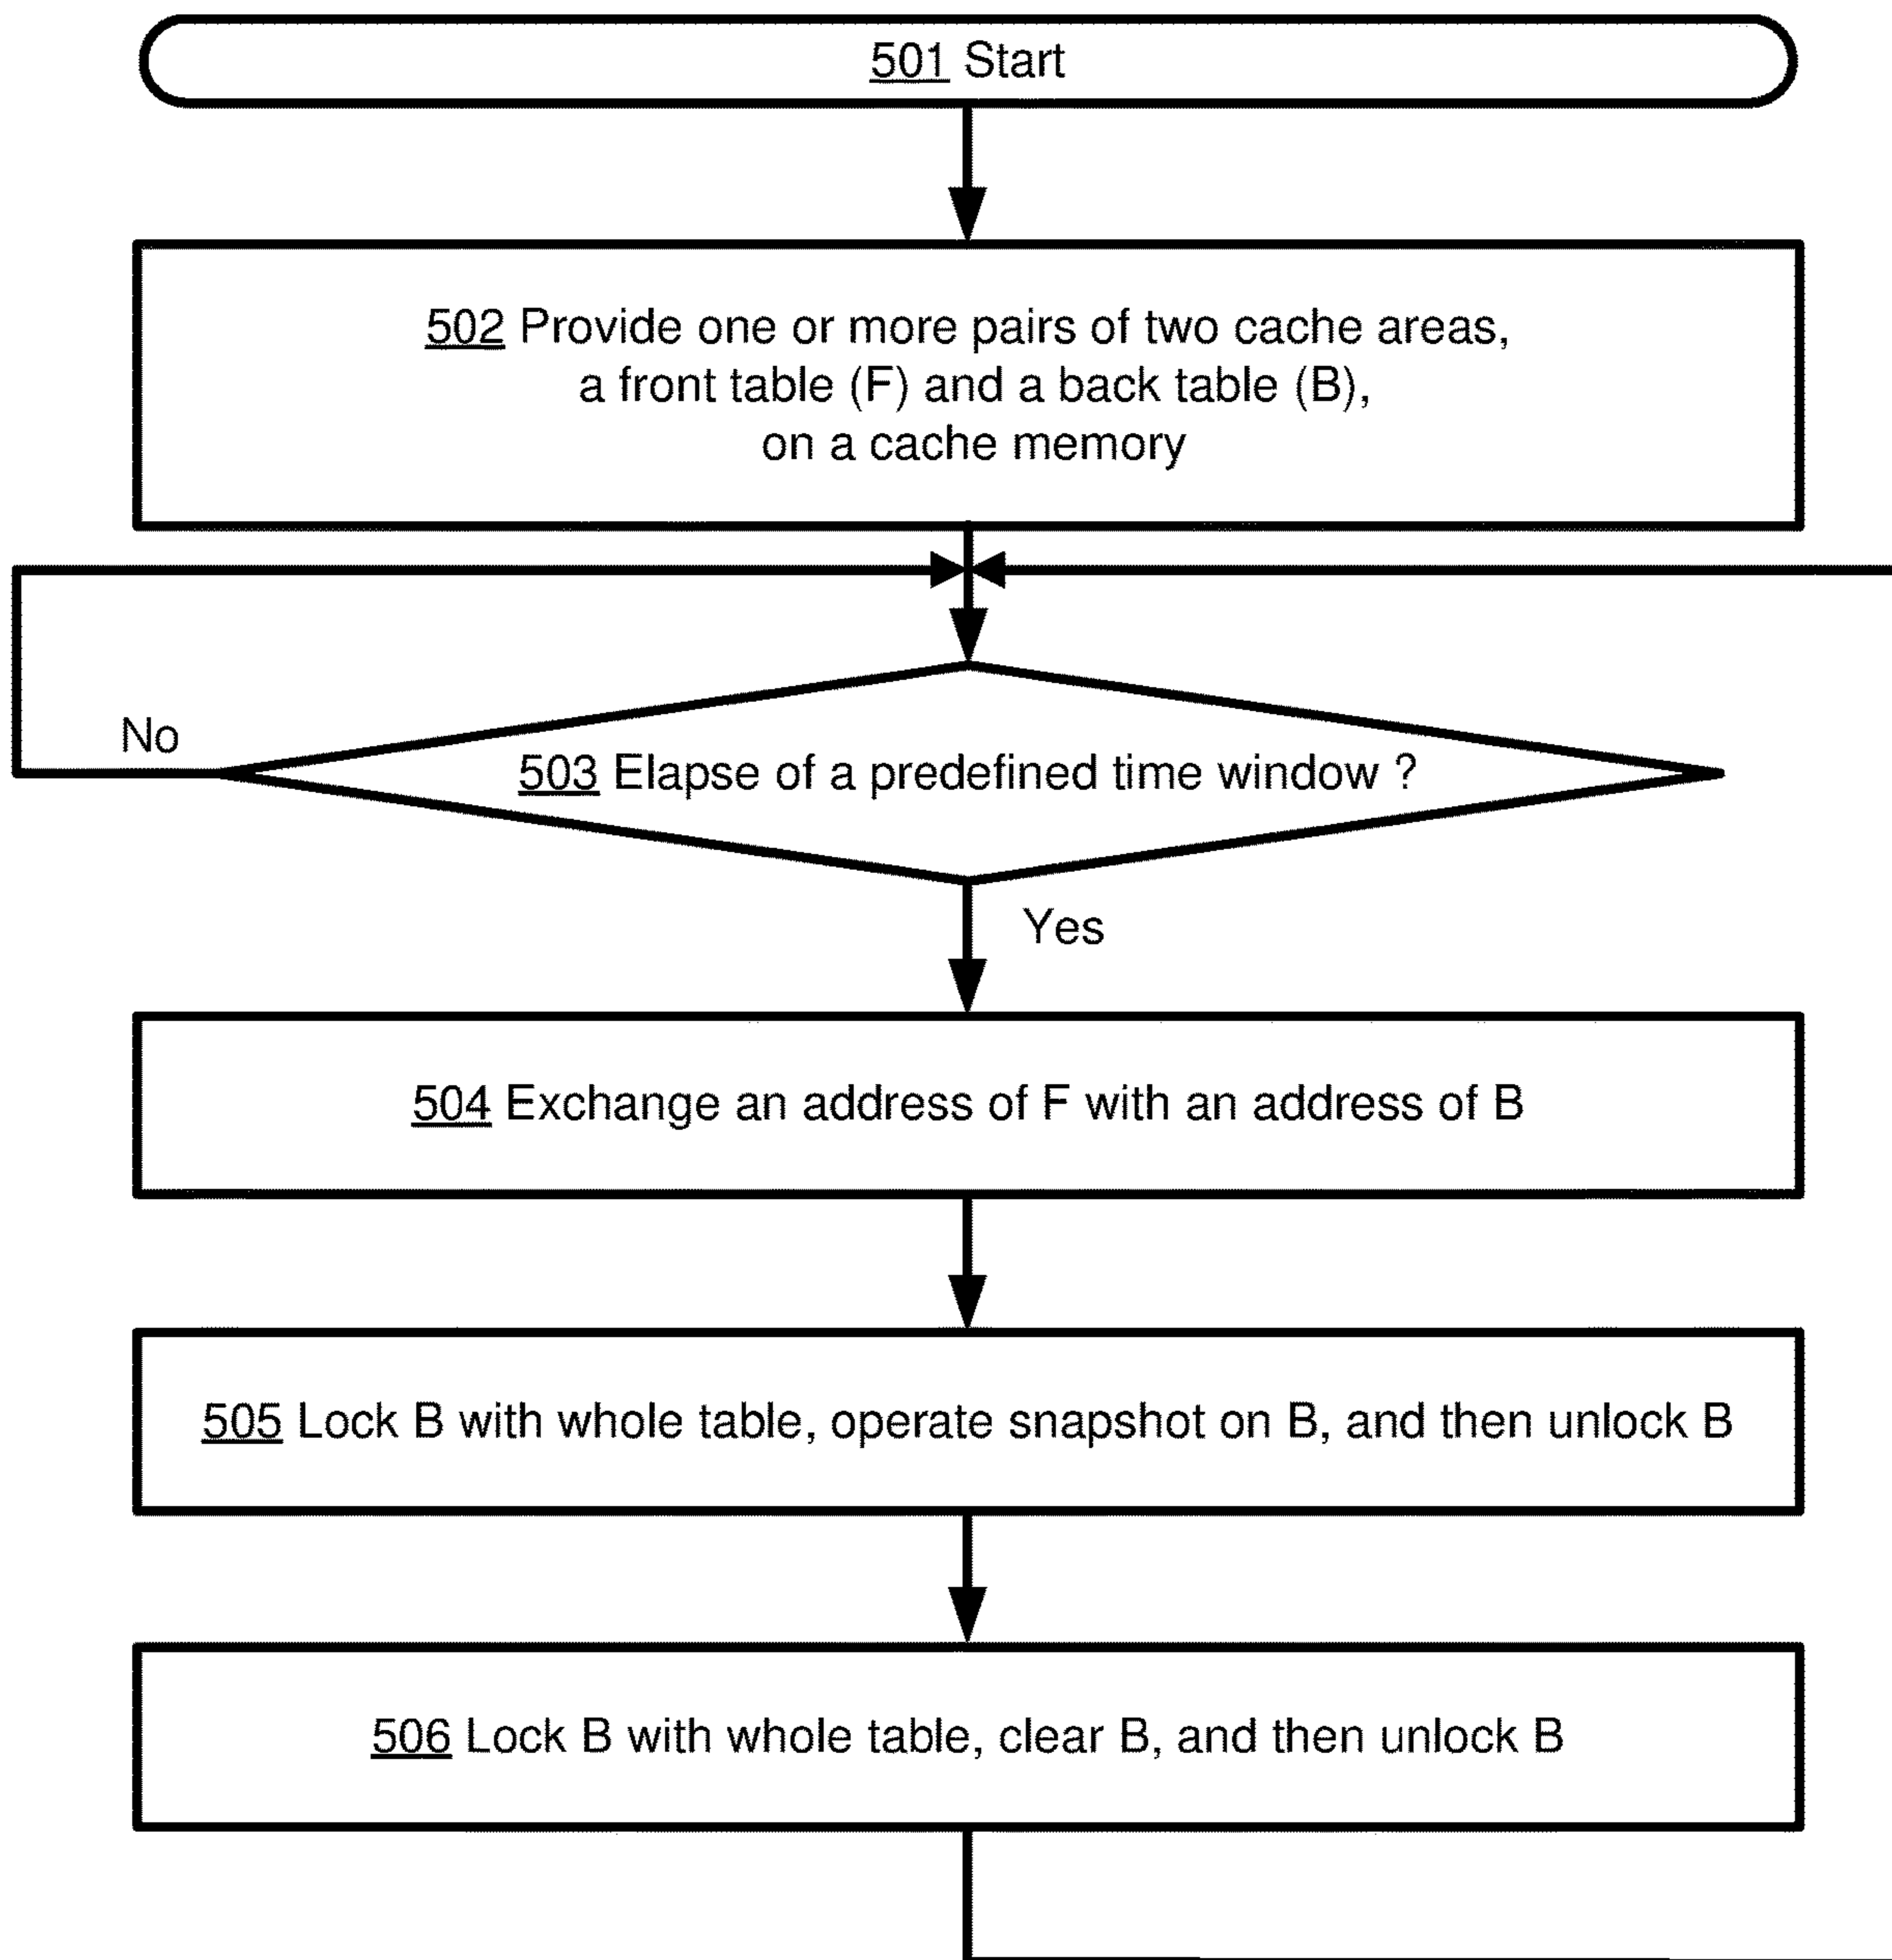 501 Start
502 Provide one or more pairs of two cache areas,
a front table (F) and a back table (B),
on a cache memory
No
503 Elapse of a predefined time window ?
Yes
504 Exchange an address of F with an address of B
505 Lock B with whole table, operate snapshot on B, and then unlock B
506 Lock B with whole table, clear B, and then unlock B